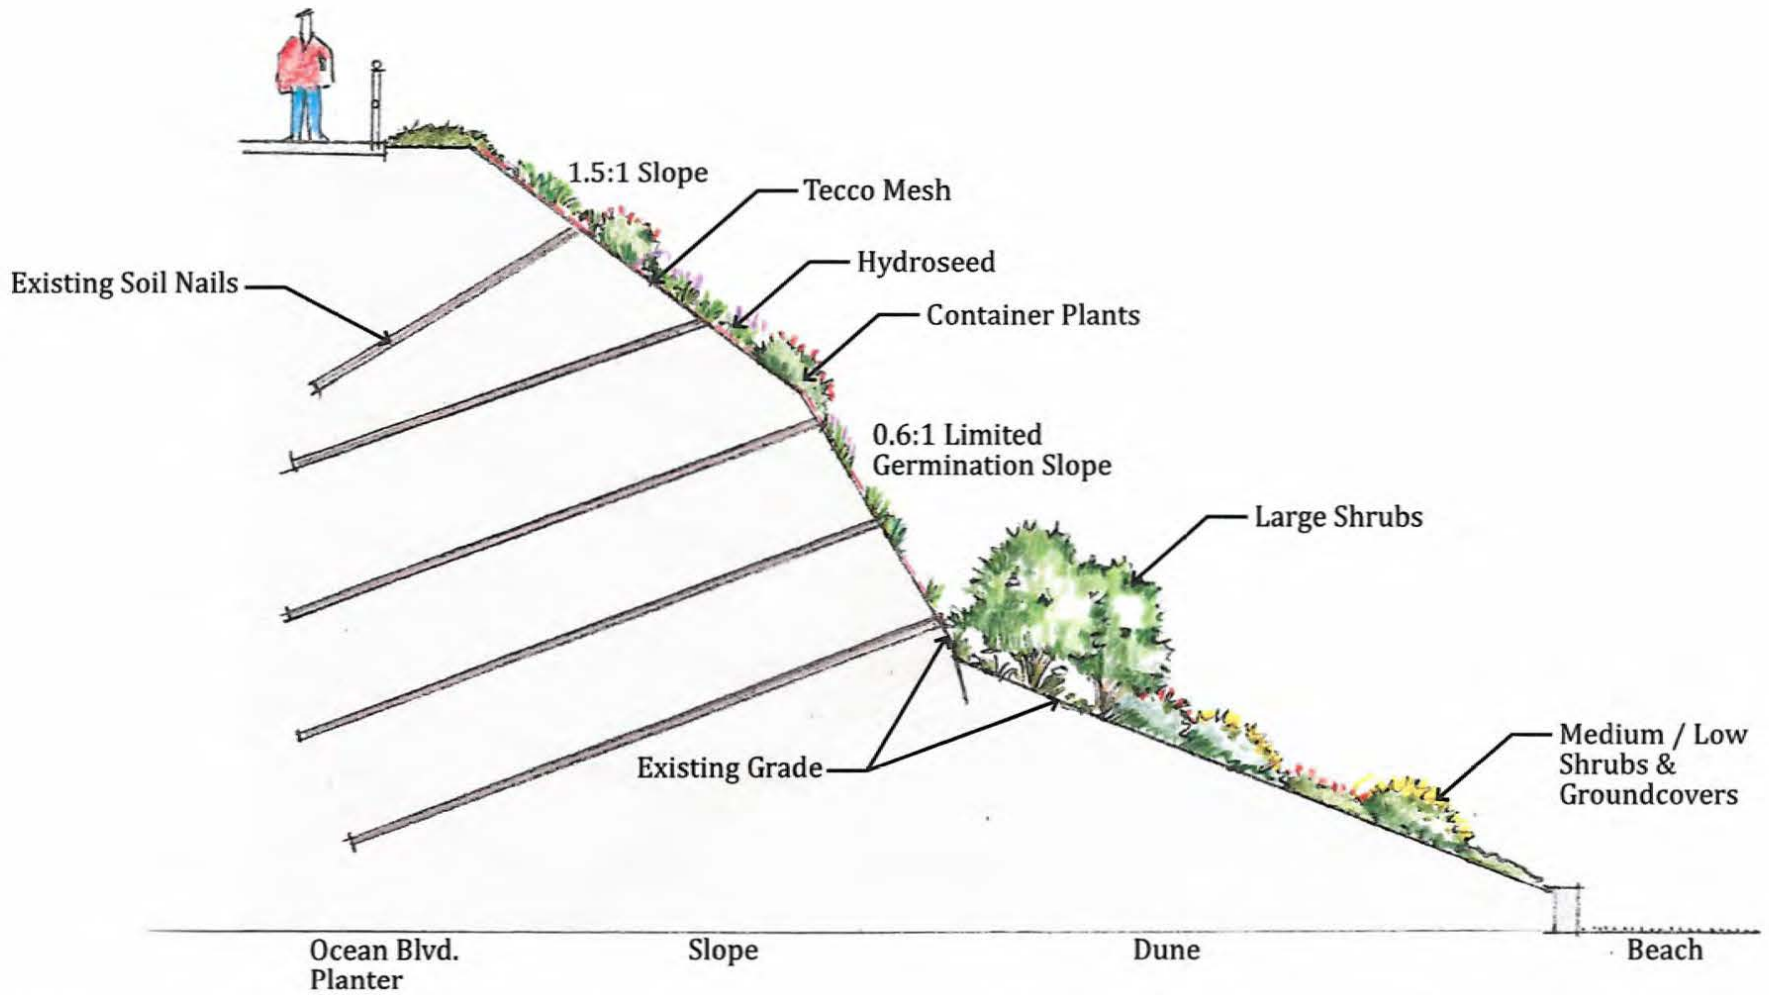 1.5:1 Slope
Tecco Mesh
Existing Soil Nails
Hydroseed
Container Plants
0.6:1 Limited
Germination Slope
Large Shrubs
Existing Grade
Medium / Low
Shrubs &
Groundcovers
Ocean Blvd.
Planter
Slope
Dune
Beach